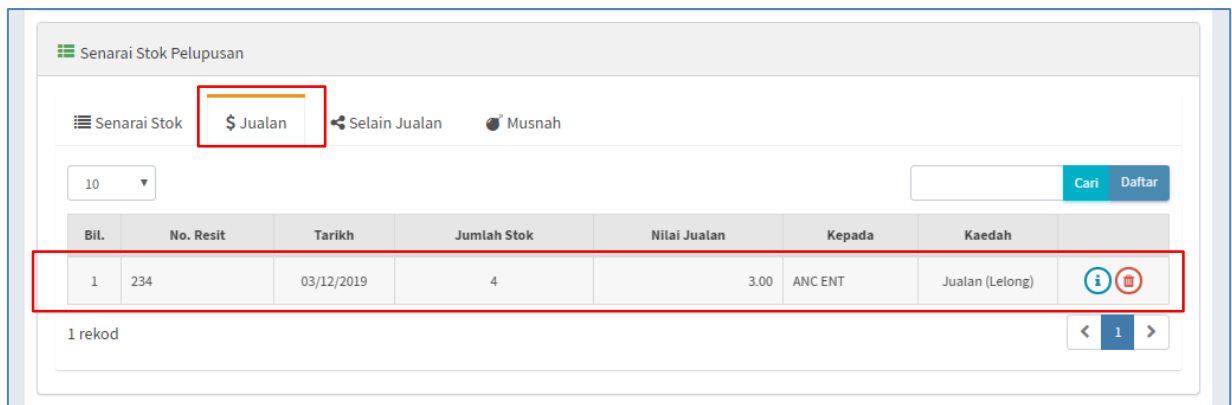 Senarai Stok Pelupusan
Senarai Stok $ Jualan Selain Jualan Musnah
10 Cari Daftar
Bil. No. Resit Tarikh Jumlah Stok Nilai Jualan Kepada Kaedah
1 234 03/12/2019 4 3.00 ANC ENT Jualan (Lelong)
1 rekod < 1 >